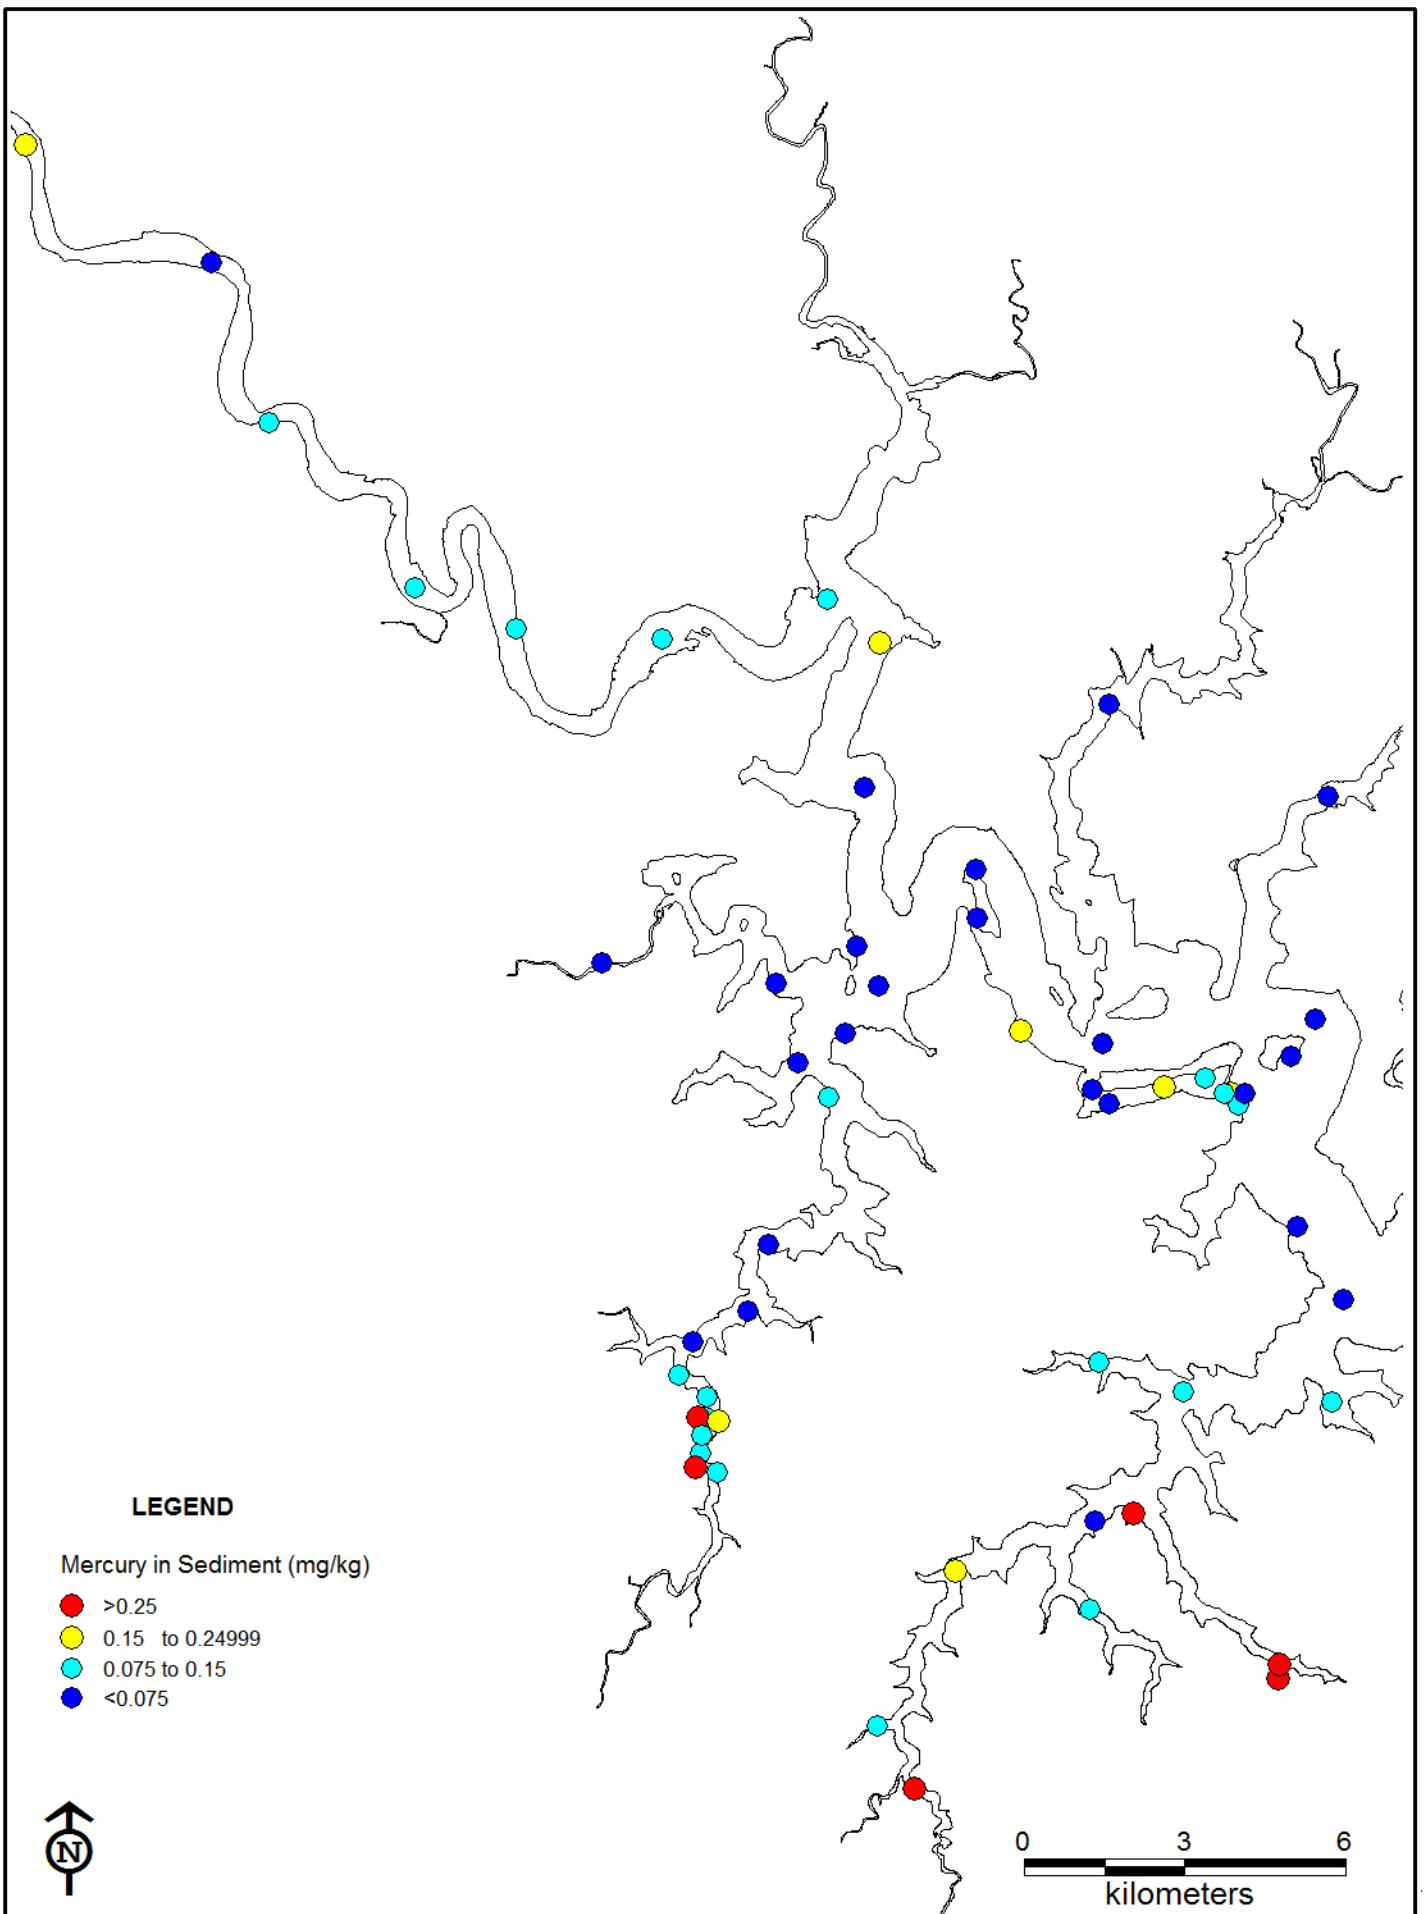 LEGEND
Mercury in Sediment (mg/kg)
>0.25
0.15 to 0.24999
0.075 to 0.15
<0.075
N
0 3 6
kilometers